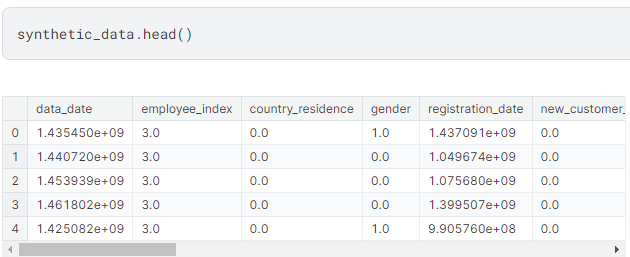 synthetic_data.head()
data_date employee_index country_residence gender registration_date new_customer_
0 1.435450e+09 3.0 0.0 1.0 1.437091e+09 0.0
1 1.440720e+09 3.0 0.0 0.0 1.049674e+09 0.0
2 1.453939e+09 3.0 0.0 0.0 1.075680e+09 0.0
3 1.461802e+09 3.0 0.0 0.0 1.399507e+09 0.0
4 1.425082e+09 3.0 0.0 1.0 9.905760e+08 0.0